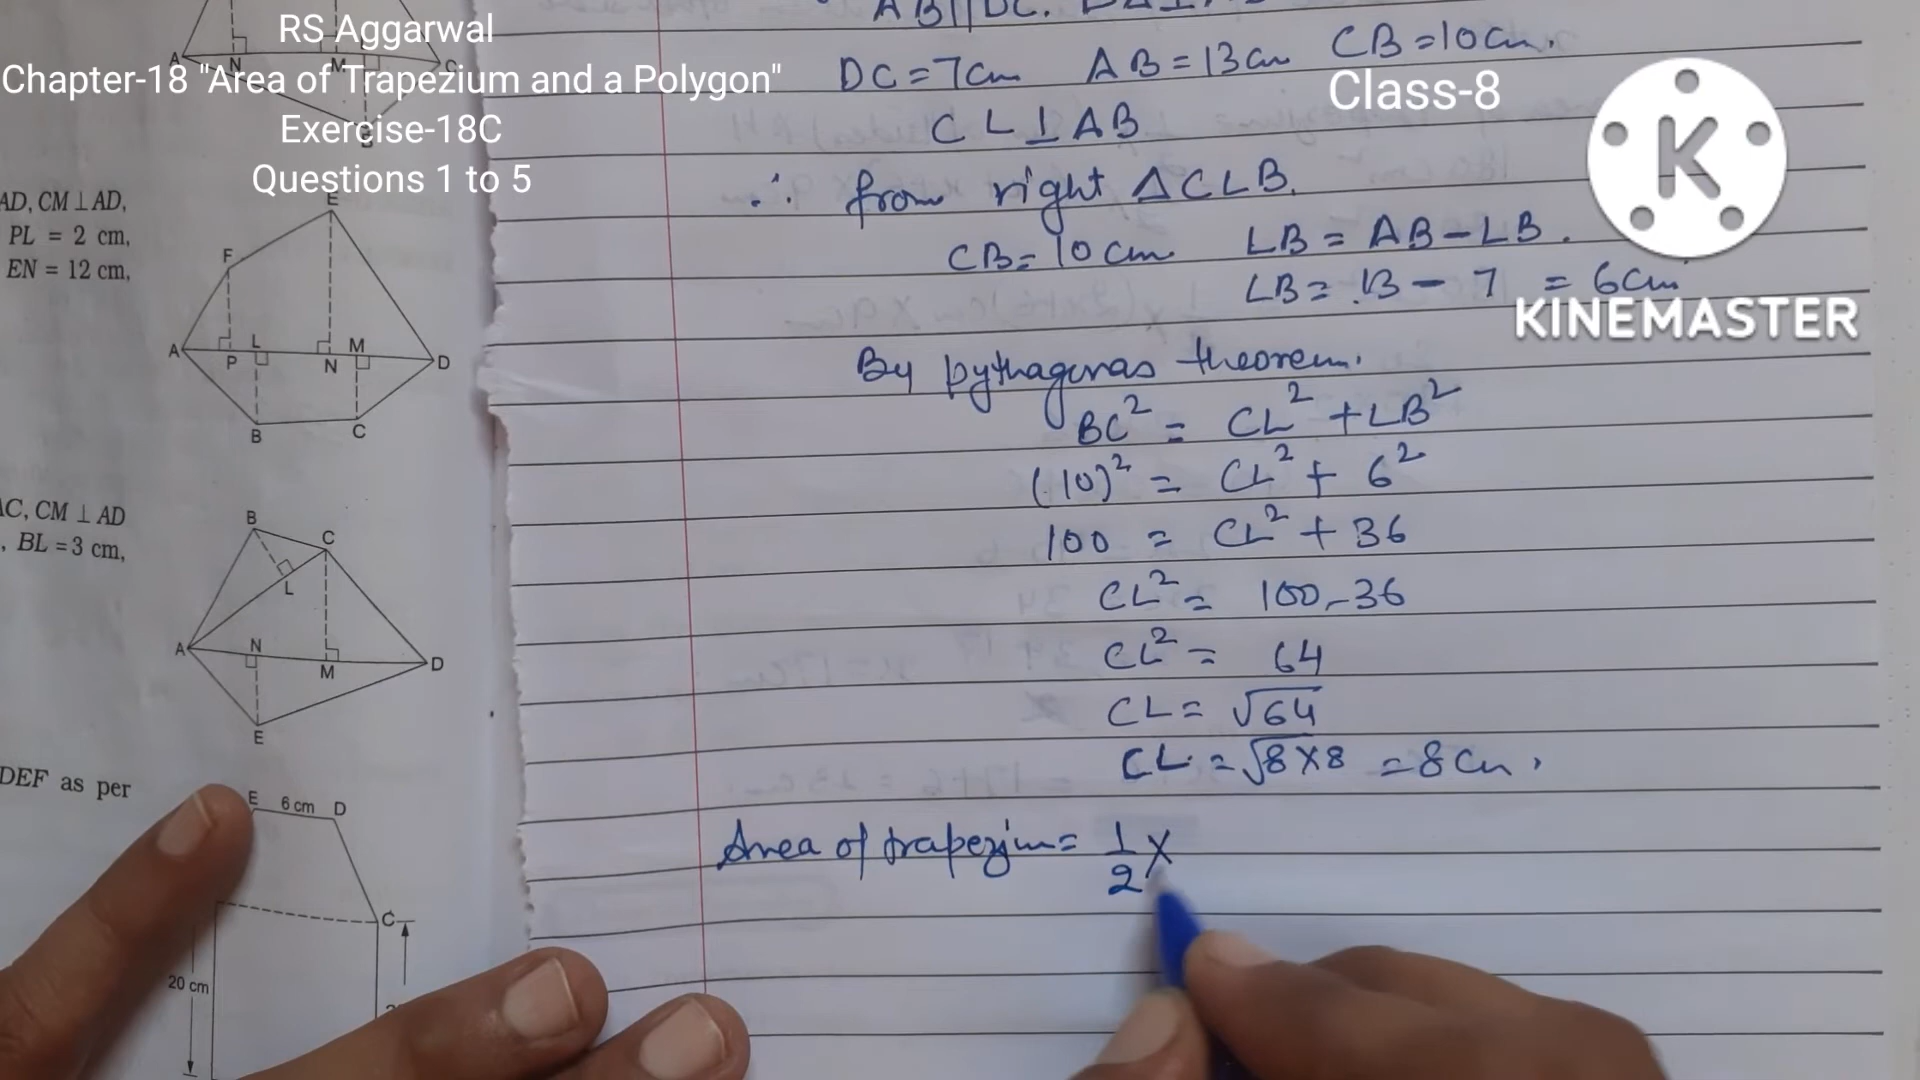 RS Aggarwal
Chapter-18 "Area of Trapezium and a Polygon"
Exercise-18C
Questions 1 to 5
Class-8
KINEMASTER
A N M C
AD, CM ⊥ AD,
PL = 2 cm,
EN = 12 cm,
E
F
A P L N M D
B C
AC, CM ⊥ AD
, BL = 3 cm,
B C
L
A N M D
E
DEF as per
E 6 cm D
C
20 cm
AB || DC.
DC = 7cm AB = 13cm CB = 10cm.
CL ⊥ AB
∴ from right ΔCLB.
CB = 10cm LB = AB - LB.
LB = 13 - 7 = 6cm
By pythagoras theorem.
BC² = CL² + LB²
(10)² = CL² + 6²
100 = CL² + 36
CL² = 100 - 36
CL² = 64
CL = √64
CL = √8×8 = 8cm.
Area of trapezium = 1/2 ×